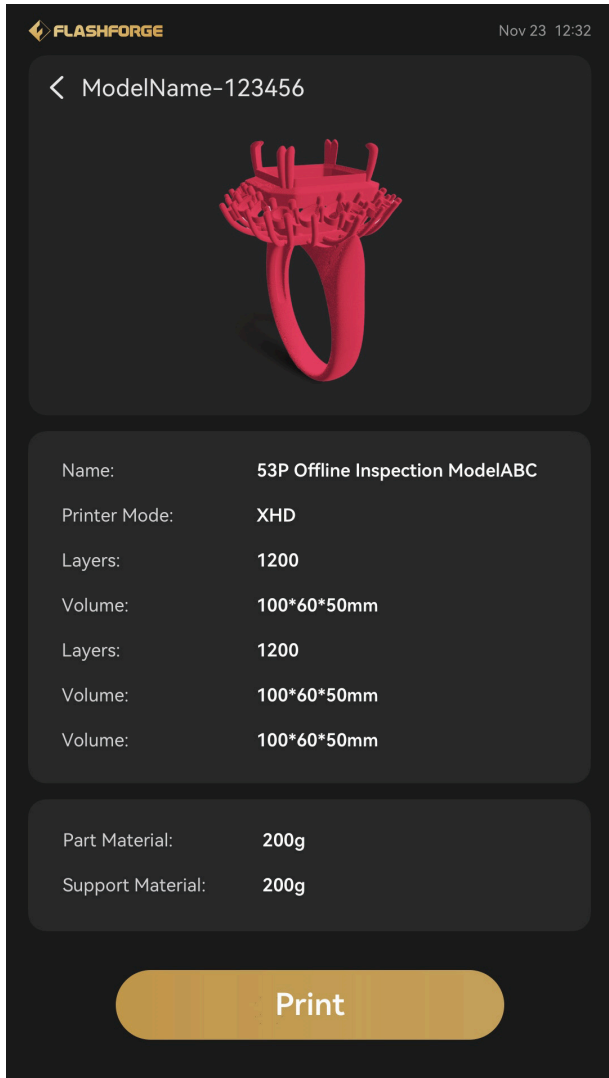 FLASHFORGE
Nov 23 12:32
ModelName-123456
Name: 53P Offline Inspection ModelABC
Printer Mode: XHD
Layers: 1200
Volume: 100*60*50mm
Layers: 1200
Volume: 100*60*50mm
Volume: 100*60*50mm
Part Material: 200g
Support Material: 200g
Print